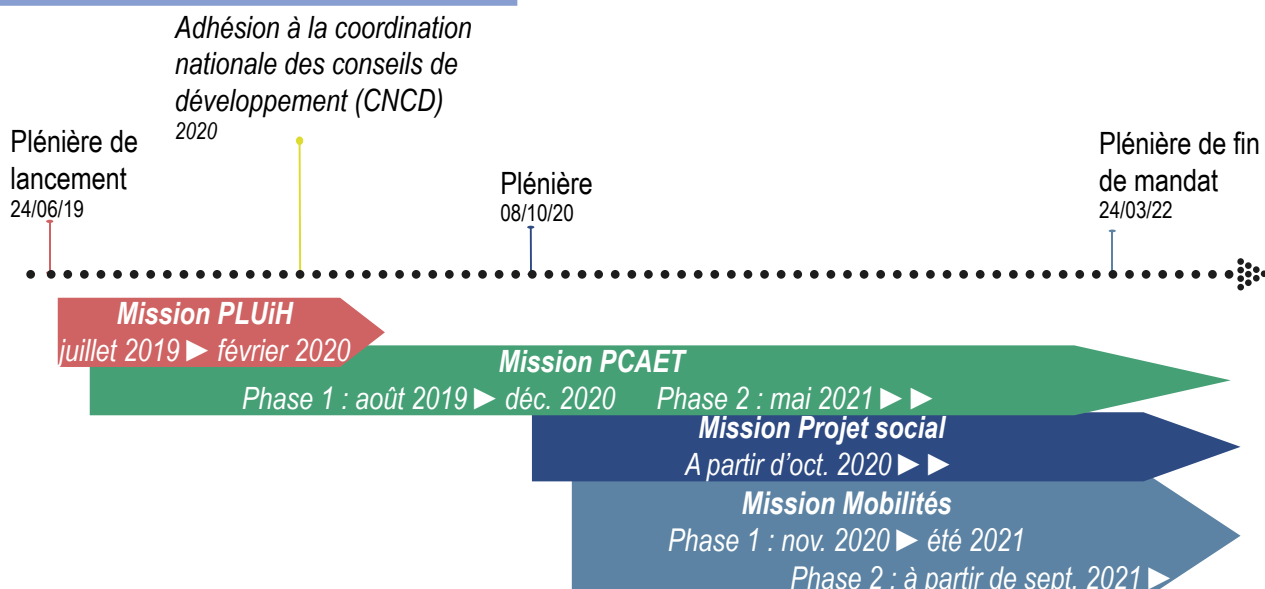 Adhésion à la coordination
nationale des conseils de
développement (CNCD)
2020
Plénière de
lancement
24/06/19
Plénière
08/10/20
Plénière de fin
de mandat
24/03/22
Mission PLUiH
juillet 2019 ► février 2020
Mission PCAET
Phase 1 : août 2019 ► déc. 2020 Phase 2 : mai 2021 ► ►
Mission Projet social
A partir d'oct. 2020 ► ►
Mission Mobilités
Phase 1 : nov. 2020 ► été 2021
Phase 2 : à partir de sept. 2021 ►